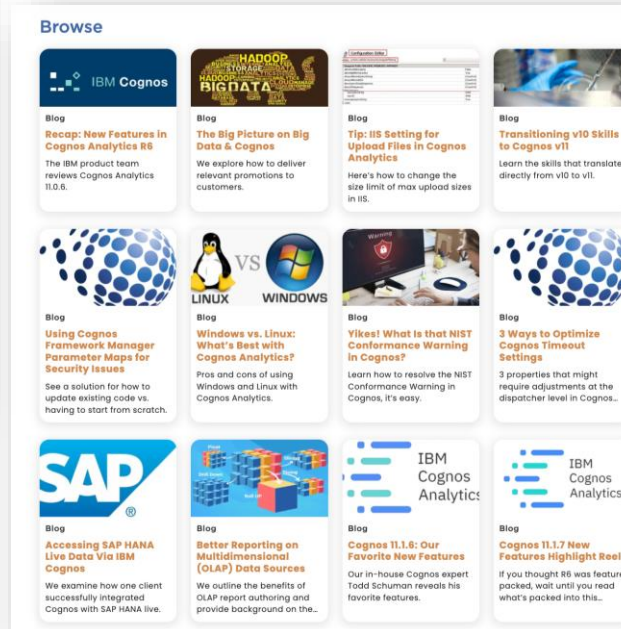 Browse
IBM Cognos
Blog
Recap: New Features in
Cognos Analytics R6
The IBM product team
reviews Cognos Analytics
11.0.6.
HADOOP
STORAGE
HADOOP
BIGDATA
Blog
The Big Picture on Big
Data & Cognos
We explore how to deliver
relevant promotions to
customers.
Configuration Editor
Blog
Tip: IIS Setting for
Upload Files in Cognos
Analytics
Here's how to change the
size limit of max upload sizes
in IIS.
Blog
Transitioning v10 Skills
to Cognos v11
Learn the skills that translate
directly from v10 to v11.
Blog
Using Cognos
Framework Manager
Parameter Maps for
Security Issues
See a solution for how to
update existing code vs.
having to start from scratch.
VS
LINUX WINDOWS
Blog
Windows vs. Linux:
What's Best with
Cognos Analytics?
Pros and cons of using
Windows and Linux with
Cognos Analytics.
Warning
Blog
Yikes! What Is that NIST
Conformance Warning
in Cognos?
Learn how to resolve the NIST
Conformance Warning in
Cognos, it's easy.
Blog
3 Ways to Optimize
Cognos Timeout
Settings
3 properties that might
require adjustments at the
dispatcher level in Cognos…
SAP
®
Blog
Accessing SAP HANA
Live Data Via IBM
Cognos
We examine how one client
successfully integrated
Cognos with SAP HANA live.
Blog
Better Reporting on
Multidimensional
(OLAP) Data Sources
We outline the benefits of
OLAP report authoring and
provide background on the…
IBM
Cognos
Analytics
Blog
Cognos 11.1.6: Our
Favorite New Features
Our in-house Cognos expert
Todd Schuman reveals his
favorite features.
IBM
Cognos
Analytics
Blog
Cognos 11.1.7 New
Features Highlight Reel
If you thought R6 was feature
packed, wait until you read
what's packed into this…